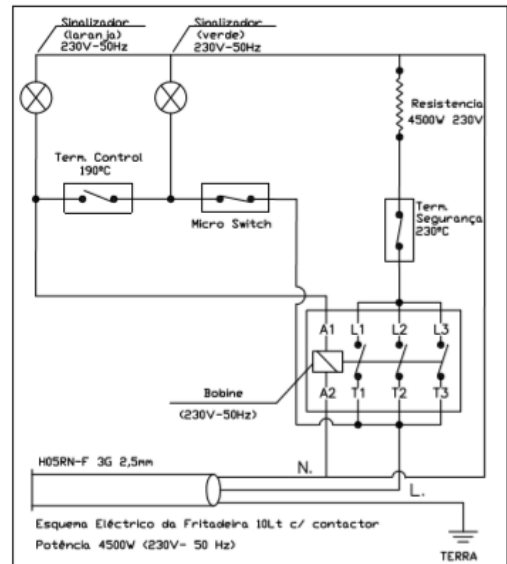 Sinalizador
(laranja)
230V-50Hz
Sinalizador
(verde)
230V-50Hz
Resistencia
4500W 230V
Term. Control
190ºC
Micro Switch
Term.
Segurança
230ºC
A1 L1 L2 L3
A2 T1 T2 T3
Bobine
(230V-50Hz)
H05RN-F 3G 2,5mm
N.
L.
Esquema Eléctrico da Fritadeira 10Lt c/ contactor
Potência 4500W (230V- 50 Hz)
TERRA